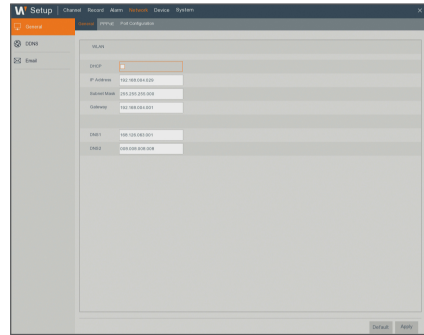 Setup Channel Record Alarm Network Device System
General PPPoE Port Configuration
General
DDNS
Email
WLAN
DHCP
IP Address 192.168.004.029
Subnet Mask 255.255.255.000
Gateway 192.168.004.001
DNS1 168.126.063.001
DNS2 008.008.008.008
Default Apply